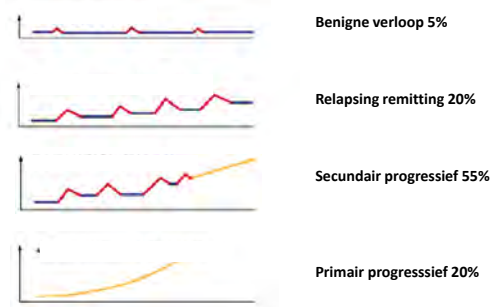 Benigne verloop 5%
Relapsing remitting 20%
Secundair progressief 55%
Primair progresssief 20%